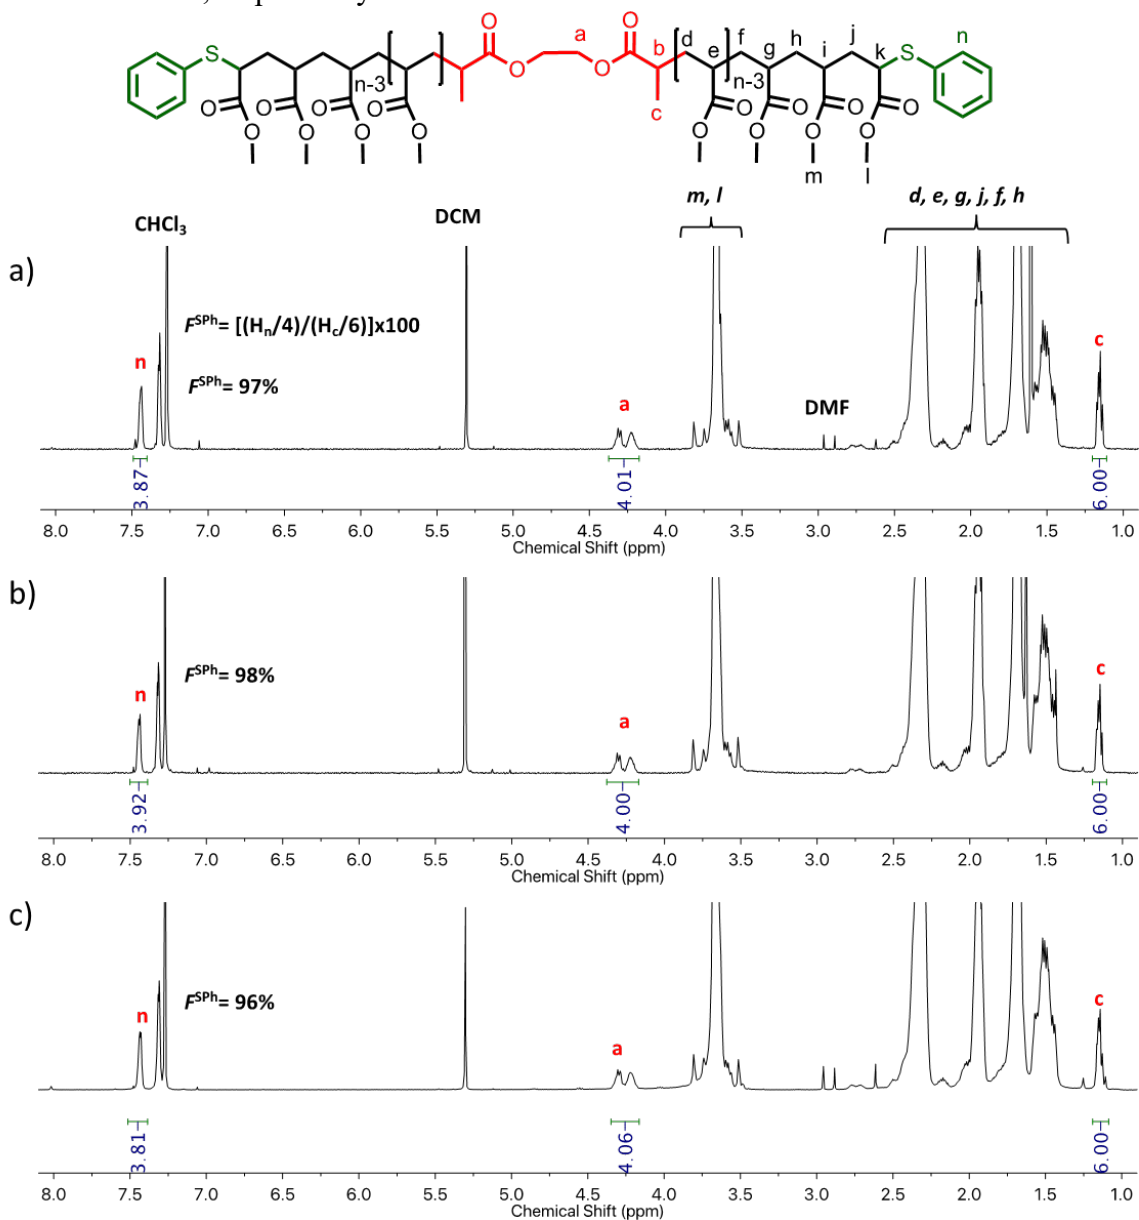 S O a O b d f h j S n
e g i k
O O n-3 c n-3
O O O O O O O O
O O O O O O O O
m l
m, l d, e, g, j, f, h
CHCl₃ DCM
a)
F^SPh= [(Hₙ/4)/(H꜀/6)]x100
n c
F^SPh= 97%
a DMF
3.87 4.01 6.00
8.0 7.5 7.0 6.5 6.0 5.5 5.0 4.5 4.0 3.5 3.0 2.5 2.0 1.5 1.0
Chemical Shift (ppm)
b)
n F^SPh= 98% c
a
3.92 4.00 6.00
8.0 7.5 7.0 6.5 6.0 5.5 5.0 4.5 4.0 3.5 3.0 2.5 2.0 1.5 1.0
Chemical Shift (ppm)
c)
n F^SPh= 96% c
a
3.81 4.06 6.00
8.0 7.5 7.0 6.5 6.0 5.5 5.0 4.5 4.0 3.5 3.0 2.5 2.0 1.5 1.0
Chemical Shift (ppm)